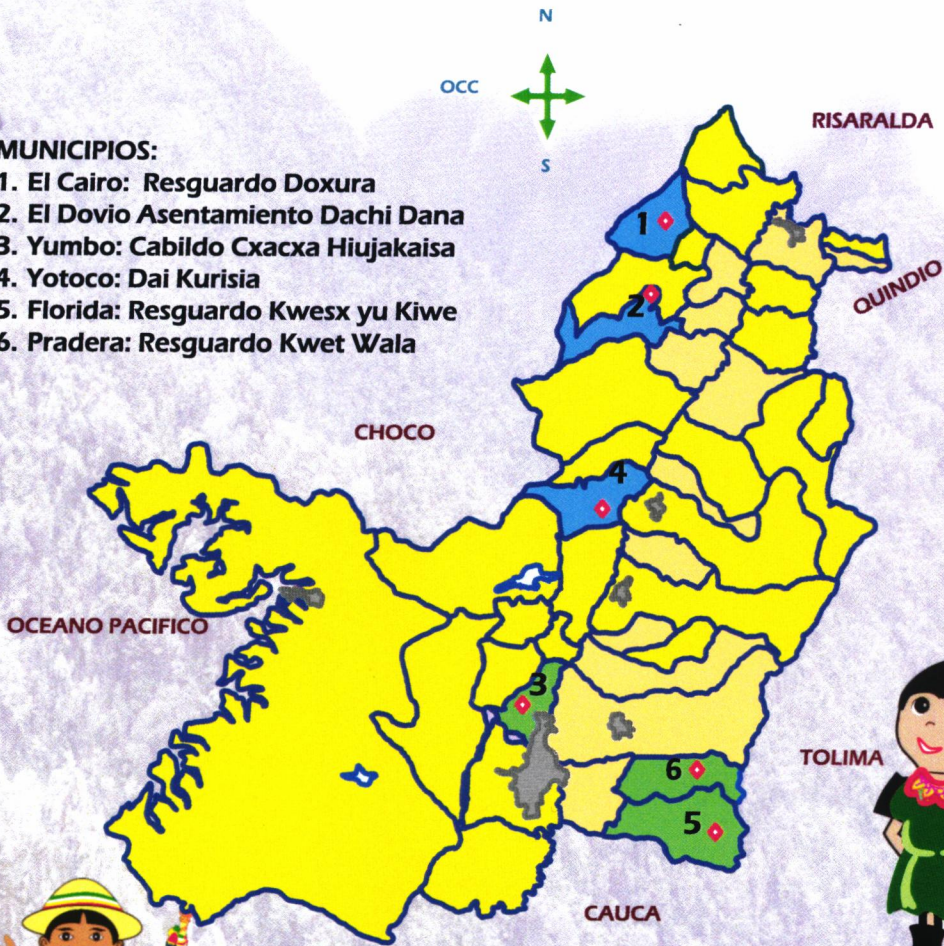 N
OCC
S
RISARALDA
MUNICIPIOS:
1. El Cairo: Resguardo Doxura
2. El Dovio Asentamiento Dachi Dana
3. Yumbo: Cabildo Cxacxa Hiujakaisa
4. Yotoco: Dai Kurisia
5. Florida: Resguardo Kwesx yu Kiwe
6. Pradera: Resguardo Kwet Wala
1
QUINDIO
2
CHOCO
4
OCEANO PACIFICO
3
TOLIMA
6
5
CAUCA